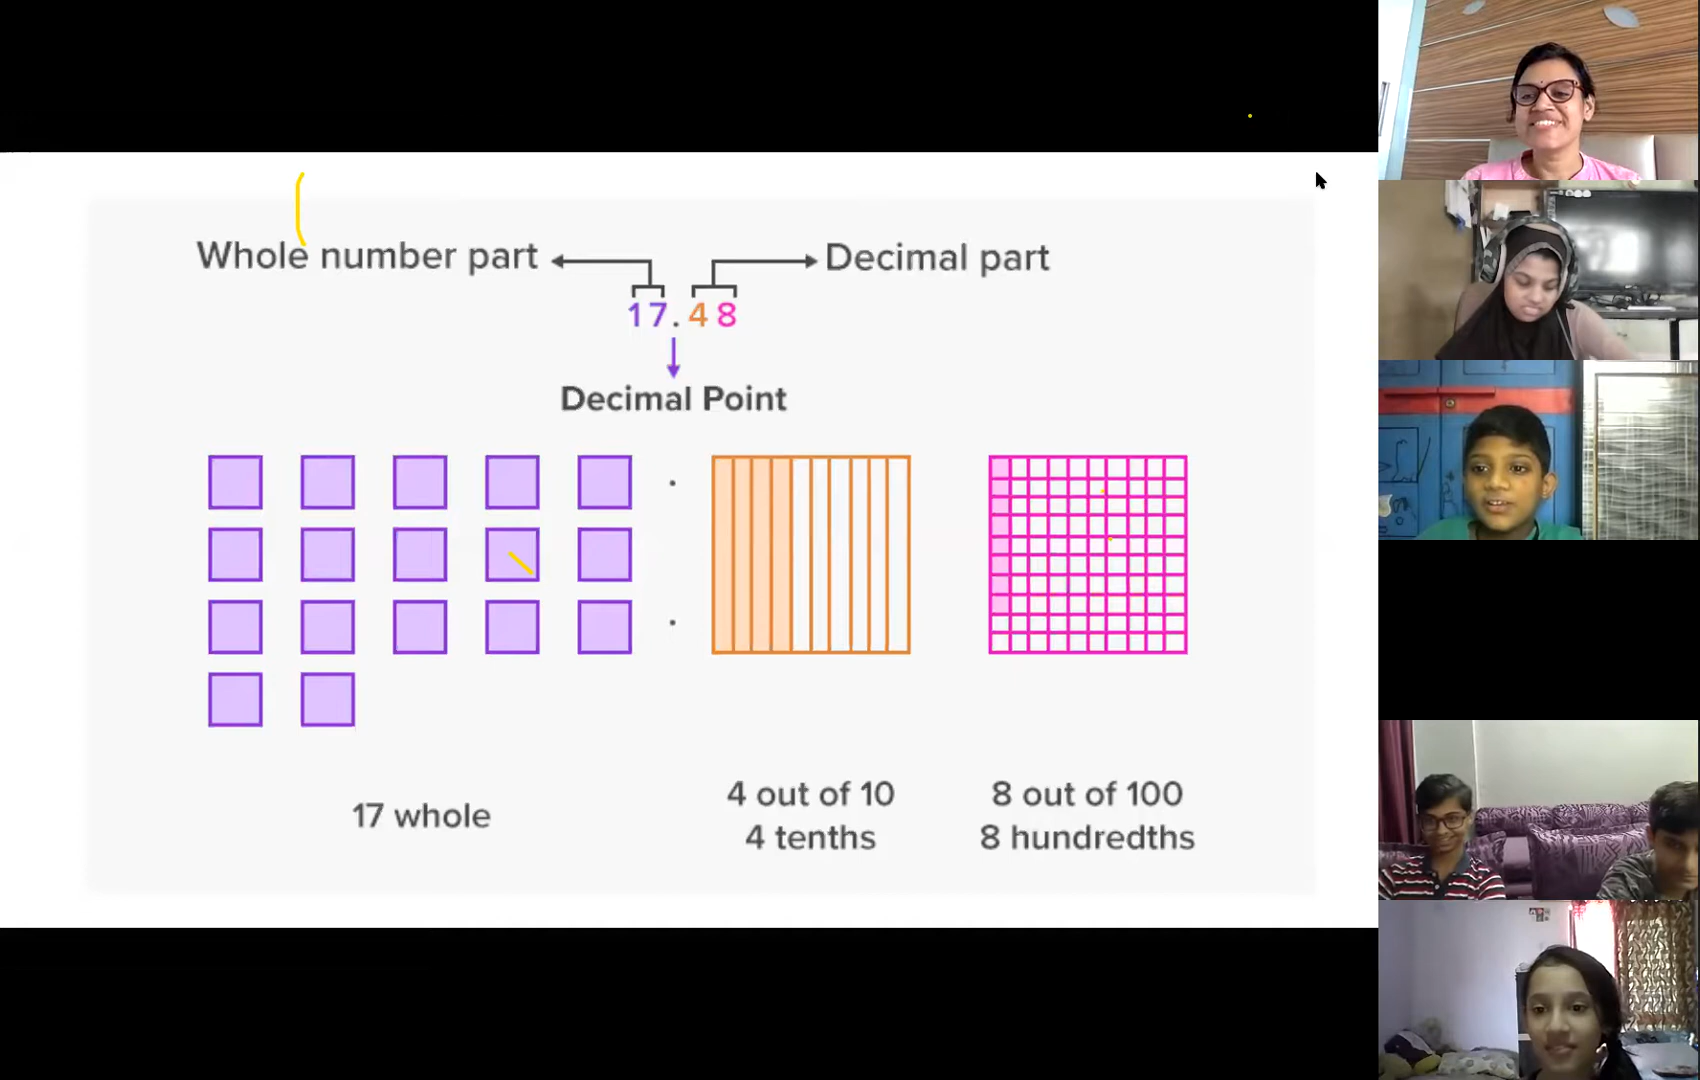 Whole number part
Decimal part
17.48
Decimal Point
17 whole
4 out of 10
4 tenths
8 out of 100
8 hundredths